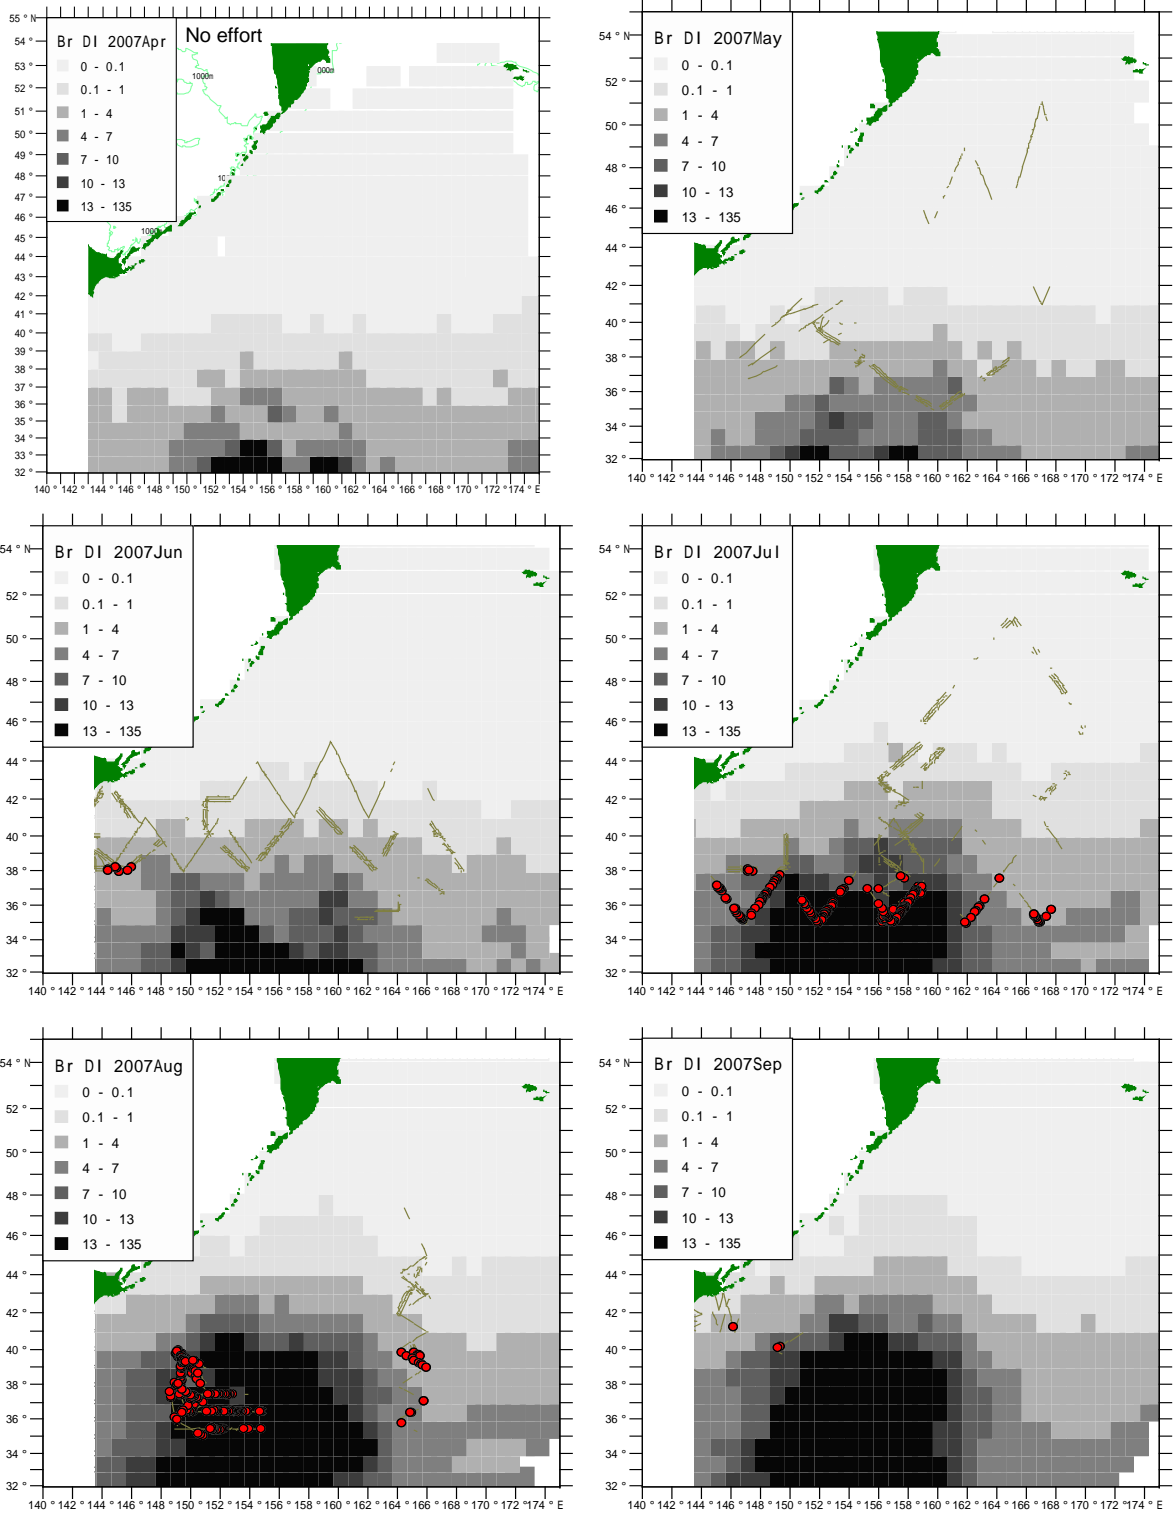 55 ° N
Br DI 2007Apr
No effort
0 - 0.1
0.1 - 1
1 - 4
4 - 7
7 - 10
10 - 13
13 - 135
1000m
000m
10
1000m
54 °
53 °
52 °
51 °
50 °
49 °
48 °
47 °
46 °
45 °
44 °
43 °
42 °
41 °
40 °
39 °
38 °
37 °
36 °
35 °
34 °
33 °
32 °
140 ° 142 ° 144 ° 146 ° 148 ° 150 ° 152 ° 154 ° 156 ° 158 ° 160 ° 162 ° 164 ° 166 ° 168 ° 170 ° 172 ° 174 ° E
54 ° N
Br DI 2007May
0 - 0.1
0.1 - 1
1 - 4
4 - 7
7 - 10
10 - 13
13 - 135
52 °
50 °
48 °
46 °
44 °
42 °
40 °
38 °
36 °
34 °
32 °
140 ° 142 ° 144 ° 146 ° 148 ° 150 ° 152 ° 154 ° 156 ° 158 ° 160 ° 162 ° 164 ° 166 ° 168 ° 170 ° 172 ° 174 ° E
54 ° N
Br DI 2007Jun
0 - 0.1
0.1 - 1
1 - 4
4 - 7
7 - 10
10 - 13
13 - 135
52 °
50 °
48 °
46 °
44 °
42 °
40 °
38 °
36 °
34 °
32 °
140 ° 142 ° 144 ° 146 ° 148 ° 150 ° 152 ° 154 ° 156 ° 158 ° 160 ° 162 ° 164 ° 166 ° 168 ° 170 ° 172 ° 174 ° E
54 ° N
Br DI 2007Jul
0 - 0.1
0.1 - 1
1 - 4
4 - 7
7 - 10
10 - 13
13 - 135
52 °
50 °
48 °
46 °
44 °
42 °
40 °
38 °
36 °
34 °
32 °
140 ° 142 ° 144 ° 146 ° 148 ° 150 ° 152 ° 154 ° 156 ° 158 ° 160 ° 162 ° 164 ° 166 ° 168 ° 170 ° 172 ° 174 ° E
54 ° N
Br DI 2007Aug
0 - 0.1
0.1 - 1
1 - 4
4 - 7
7 - 10
10 - 13
13 - 135
52 °
50 °
48 °
46 °
44 °
42 °
40 °
38 °
36 °
34 °
32 °
140 ° 142 ° 144 ° 146 ° 148 ° 150 ° 152 ° 154 ° 156 ° 158 ° 160 ° 162 ° 164 ° 166 ° 168 ° 170 ° 172 ° 174 ° E
54 ° N
Br DI 2007Sep
0 - 0.1
0.1 - 1
1 - 4
4 - 7
7 - 10
10 - 13
13 - 135
52 °
50 °
48 °
46 °
44 °
42 °
40 °
38 °
36 °
34 °
32 °
140 ° 142 ° 144 ° 146 ° 148 ° 150 ° 152 ° 154 ° 156 ° 158 ° 160 ° 162 ° 164 ° 166 ° 168 ° 170 ° 172 ° 174 ° E